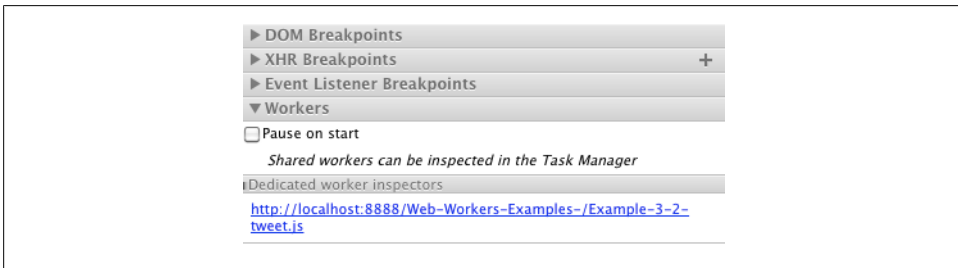 DOM Breakpoints
XHR Breakpoints +
Event Listener Breakpoints
Workers
Pause on start
Shared workers can be inspected in the Task Manager
Dedicated worker inspectors
http://localhost:8888/Web-Workers-Examples-/Example-3-2-
tweet.js